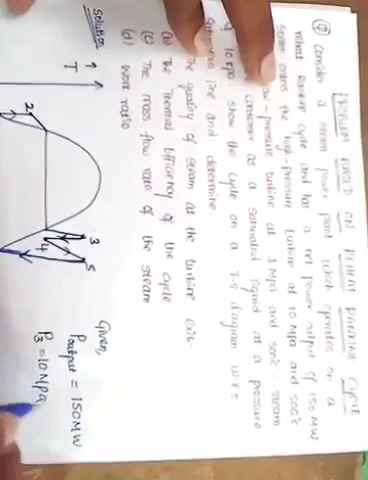 PROBLEM BASED ON REHEAT RANKINE CYCLE
Q Consider a steam power plant which operates on a
reheat Rankine cycle and has a net power output of 150 MW
steam enters the high-pressure turbine at 10 MPa and 500°C
-pressure turbine at 1 MPa and 500°C. steam
condenser as a saturated liquid at a pressure
of 10 kPa. show the cycle on a T-S diagram w.r.t
line and determine
the quality of steam at the turbine exit.
(b) The thermal efficiency of the cycle
(c) The mass flow rate of the steam
(d) work ratio
Solution
T
2
3
4
5
Given
Poutput = 150MW
P3 = 10MPa